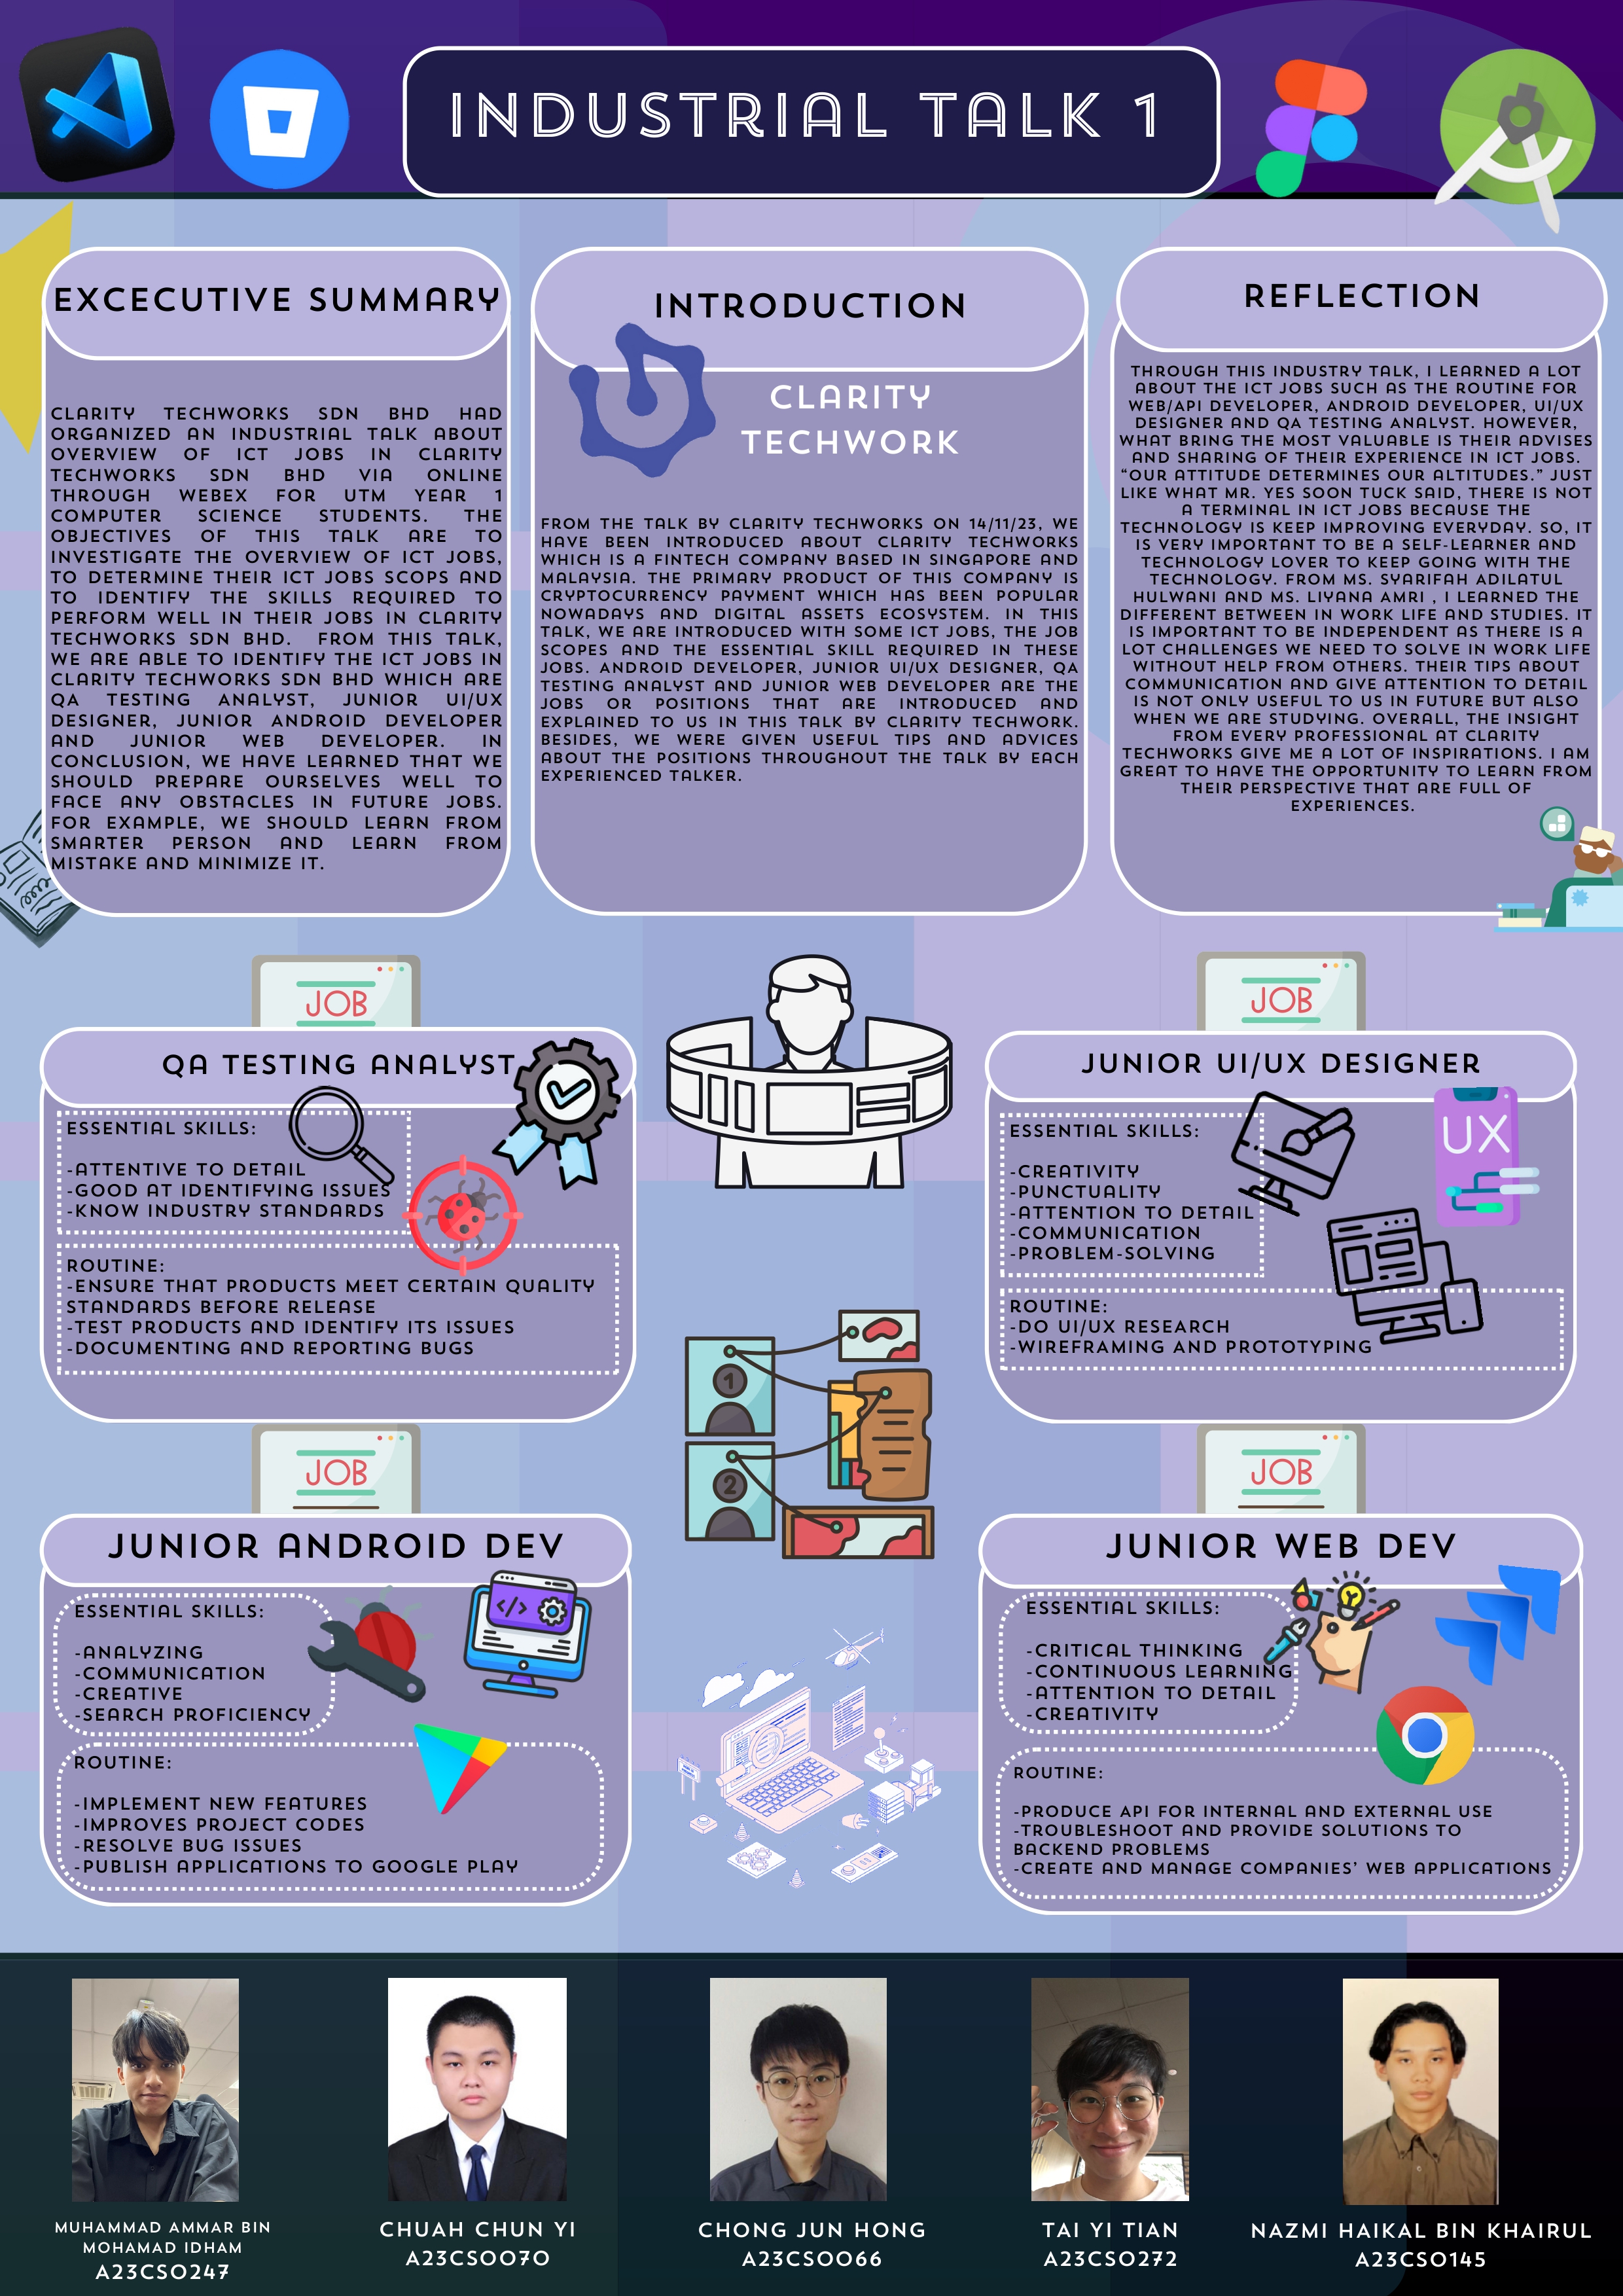 INDUSTRIAL TALK 1
EXCECUTIVE SUMMARY
CLARITY TECHWORKS SDN BHD HAD
ORGANIZED AN INDUSTRIAL TALK ABOUT
OVERVIEW OF ICT JOBS IN CLARITY
TECHWORKS SDN BHD VIA ONLINE
THROUGH WEBEX FOR UTM YEAR 1
COMPUTER SCIENCE STUDENTS. THE
OBJECTIVES OF THIS TALK ARE TO
INVESTIGATE THE OVERVIEW OF ICT JOBS,
TO DETERMINE THEIR ICT JOBS SCOPS AND
TO IDENTIFY THE SKILLS REQUIRED TO
PERFORM WELL IN THEIR JOBS IN CLARITY
TECHWORKS SDN BHD. FROM THIS TALK,
WE ARE ABLE TO IDENTIFY THE ICT JOBS IN
CLARITY TECHWORKS SDN BHD WHICH ARE
QA TESTING ANALYST, JUNIOR UI/UX
DESIGNER, JUNIOR ANDROID DEVELOPER
AND JUNIOR WEB DEVELOPER. IN
CONCLUSION, WE HAVE LEARNED THAT WE
SHOULD PREPARE OURSELVES WELL TO
FACE ANY OBSTACLES IN FUTURE JOBS.
FOR EXAMPLE, WE SHOULD LEARN FROM
SMARTER PERSON AND LEARN FROM
MISTAKE AND MINIMIZE IT.
INTRODUCTION
CLARITY
TECHWORK
FROM THE TALK BY CLARITY TECHWORKS ON 14/11/23, WE
HAVE BEEN INTRODUCED ABOUT CLARITY TECHWORKS
WHICH IS A FINTECH COMPANY BASED IN SINGAPORE AND
MALAYSIA. THE PRIMARY PRODUCT OF THIS COMPANY IS
CRYPTOCURRENCY PAYMENT WHICH HAS BEEN POPULAR
NOWADAYS AND DIGITAL ASSETS ECOSYSTEM. IN THIS
TALK, WE ARE INTRODUCED WITH SOME ICT JOBS, THE JOB
SCOPES AND THE ESSENTIAL SKILL REQUIRED IN THESE
JOBS. ANDROID DEVELOPER, JUNIOR UI/UX DESIGNER, QA
TESTING ANALYST AND JUNIOR WEB DEVELOPER ARE THE
JOBS OR POSITIONS THAT ARE INTRODUCED AND
EXPLAINED TO US IN THIS TALK BY CLARITY TECHWORK.
BESIDES, WE WERE GIVEN USEFUL TIPS AND ADVICES
ABOUT THE POSITIONS THROUGHOUT THE TALK BY EACH
EXPERIENCED TALKER.
REFLECTION
THROUGH THIS INDUSTRY TALK, I LEARNED A LOT
ABOUT THE ICT JOBS SUCH AS THE ROUTINE FOR
WEB/API DEVELOPER, ANDROID DEVELOPER, UI/UX
DESIGNER AND QA TESTING ANALYST. HOWEVER,
WHAT BRING THE MOST VALUABLE IS THEIR ADVISES
AND SHARING OF THEIR EXPERIENCE IN ICT JOBS.
“OUR ATTITUDE DETERMINES OUR ALTITUDES.” JUST
LIKE WHAT MR. YES SOON TUCK SAID, THERE IS NOT
A TERMINAL IN ICT JOBS BECAUSE THE
TECHNOLOGY IS KEEP IMPROVING EVERYDAY. SO, IT
IS VERY IMPORTANT TO BE A SELF-LEARNER AND
TECHNOLOGY LOVER TO KEEP GOING WITH THE
TECHNOLOGY. FROM MS. SYARIFAH ADILATUL
HULWANI AND MS. LIYANA AMRI , I LEARNED THE
DIFFERENT BETWEEN IN WORK LIFE AND STUDIES. IT
IS IMPORTANT TO BE INDEPENDENT AS THERE IS A
LOT CHALLENGES WE NEED TO SOLVE IN WORK LIFE
WITHOUT HELP FROM OTHERS. THEIR TIPS ABOUT
COMMUNICATION AND GIVE ATTENTION TO DETAIL
IS NOT ONLY USEFUL TO US IN FUTURE BUT ALSO
WHEN WE ARE STUDYING. OVERALL, THE INSIGHT
FROM EVERY PROFESSIONAL AT CLARITY
TECHWORKS GIVE ME A LOT OF INSPIRATIONS. I AM
GREAT TO HAVE THE OPPORTUNITY TO LEARN FROM
THEIR PERSPECTIVE THAT ARE FULL OF
EXPERIENCES.
JOB
QA TESTING ANALYST
ESSENTIAL SKILLS:
-ATTENTIVE TO DETAIL
-GOOD AT IDENTIFYING ISSUES
-KNOW INDUSTRY STANDARDS
ROUTINE:
-ENSURE THAT PRODUCTS MEET CERTAIN QUALITY
STANDARDS BEFORE RELEASE
-TEST PRODUCTS AND IDENTIFY ITS ISSUES
-DOCUMENTING AND REPORTING BUGS
JOB
JUNIOR UI/UX DESIGNER
UX
ESSENTIAL SKILLS:
-CREATIVITY
-PUNCTUALITY
-ATTENTION TO DETAIL
-COMMUNICATION
-PROBLEM-SOLVING
ROUTINE:
-DO UI/UX RESEARCH
-WIREFRAMING AND PROTOTYPING
1
2
JOB
JUNIOR ANDROID DEV
</>
ESSENTIAL SKILLS:
-ANALYZING
-COMMUNICATION
-CREATIVE
-SEARCH PROFICIENCY
ROUTINE:
-IMPLEMENT NEW FEATURES
-IMPROVES PROJECT CODES
-RESOLVE BUG ISSUES
-PUBLISH APPLICATIONS TO GOOGLE PLAY
JOB
JUNIOR WEB DEV
ESSENTIAL SKILLS:
-CRITICAL THINKING
-CONTINUOUS LEARNING
-ATTENTION TO DETAIL
-CREATIVITY
ROUTINE:
-PRODUCE API FOR INTERNAL AND EXTERNAL USE
-TROUBLESHOOT AND PROVIDE SOLUTIONS TO
BACKEND PROBLEMS
-CREATE AND MANAGE COMPANIES’ WEB APPLICATIONS
MUHAMMAD AMMAR BIN
MOHAMAD IDHAM
A23CS0247
CHUAH CHUN YI
A23CS0070
CHONG JUN HONG
A23CS0066
TAI YI TIAN
A23CS0272
NAZMI HAIKAL BIN KHAIRUL
A23CS0145